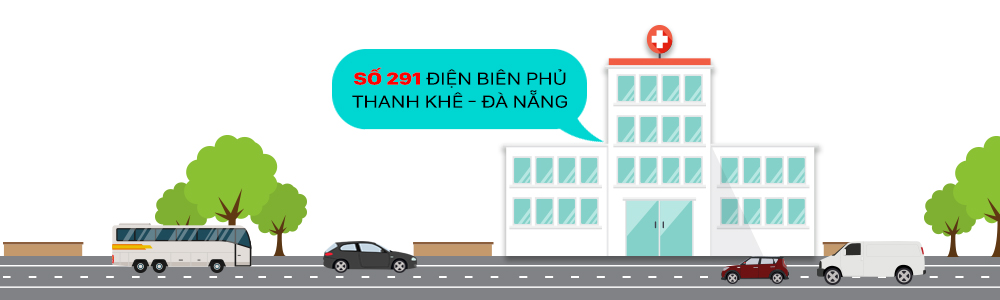 SỐ 291 ĐIỆN BIÊN PHỦ
THANH KHÊ - ĐÀ NẴNG